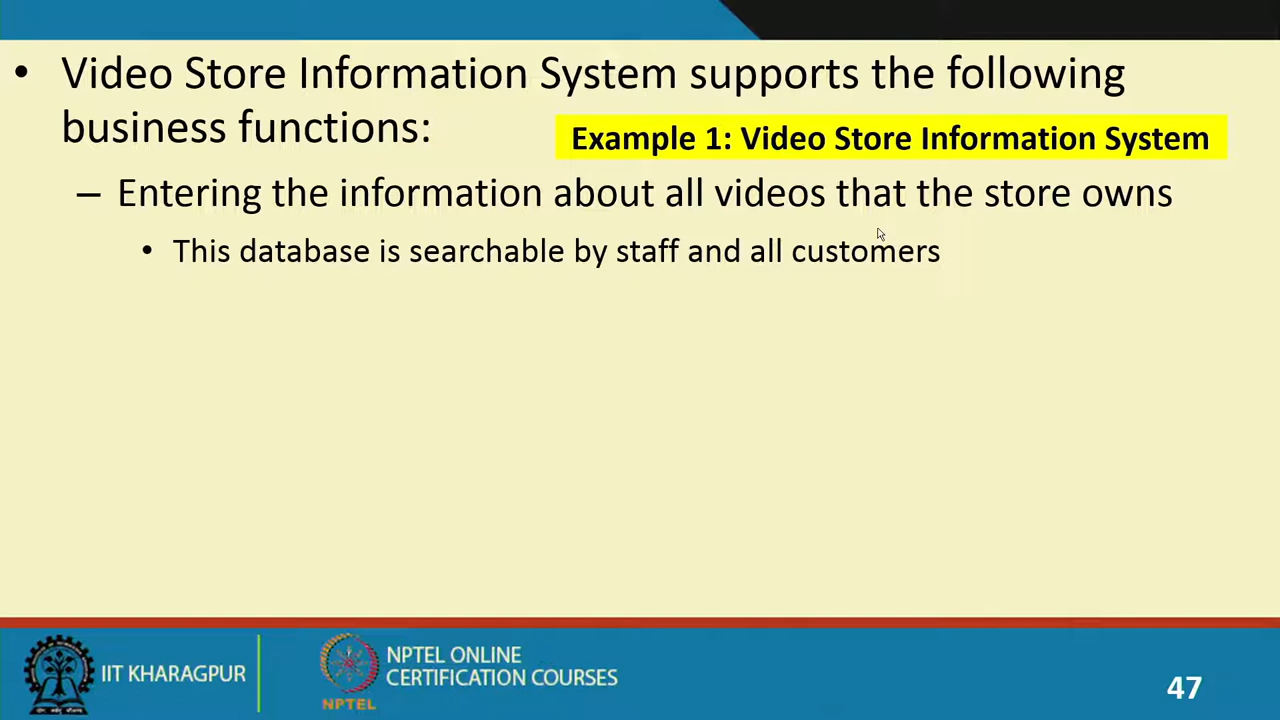 • Video Store Information System supports the following
business functions:
Example 1: Video Store Information System
– Entering the information about all videos that the store owns
• This database is searchable by staff and all customers
IIT KHARAGPUR
NPTEL
NPTEL ONLINE
CERTIFICATION COURSES
47